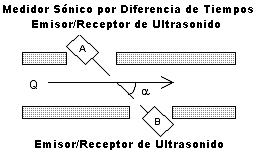 Medidor Sónico por Diferencia de Tiempos
Emisor/Receptor de Ultrasonido
A
Q
α
B
Emisor/Receptor de Ultrasonido